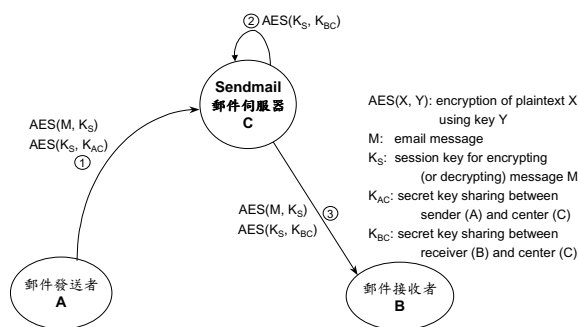 ② AES(K_S, K_BC)
Sendmail
郵件伺服器
C
AES(M, K_S)
AES(K_S, K_AC)
①
AES(X, Y): encryption of plaintext X
using key Y
M: email message
K_S: session key for encrypting
(or decrypting) message M
K_AC: secret key sharing between
sender (A) and center (C)
K_BC: secret key sharing between
receiver (B) and center (C)
AES(M, K_S) ③
AES(K_S, K_BC)
郵件發送者
A
郵件接收者
B